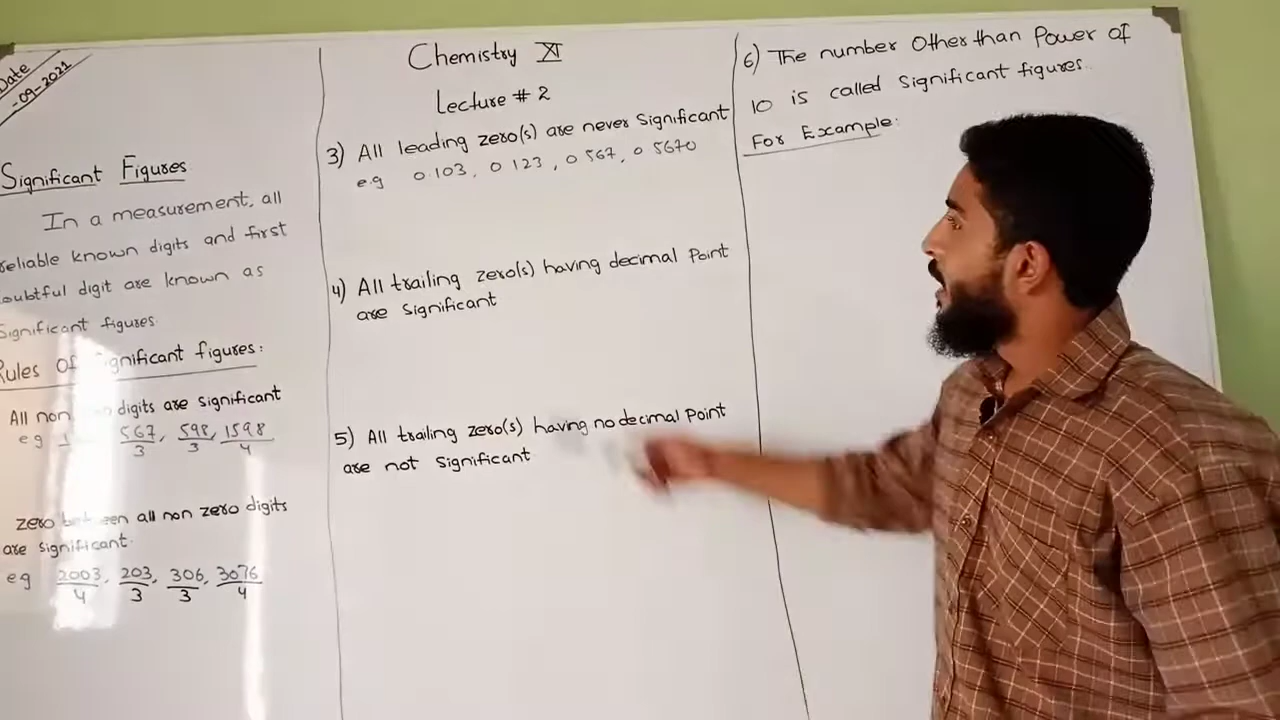 Date
-09-2021
Significant Figures
In a measurement, all
reliable known digits and first
oubtful digit are known as
Significant figures.
Rules Of ignificant figures:
All non digits are significant
eg 567, 598, 1598
3 3 4
zero between all non zero digits
are significant.
eg 2003, 203, 306, 3076
4 3 3 4
Chemistry XI
Lecture # 2
3) All leading zero(s) are never Significant
e.g 0.103, 0 123, 0 567, 0 5670
4) All trailing zero(s) having decimal Point
are Significant
5) All trailing zero(s) having no decimal Point
are not Significant
6) The number Other than Power of
10 is called Significant figures.
For Example: